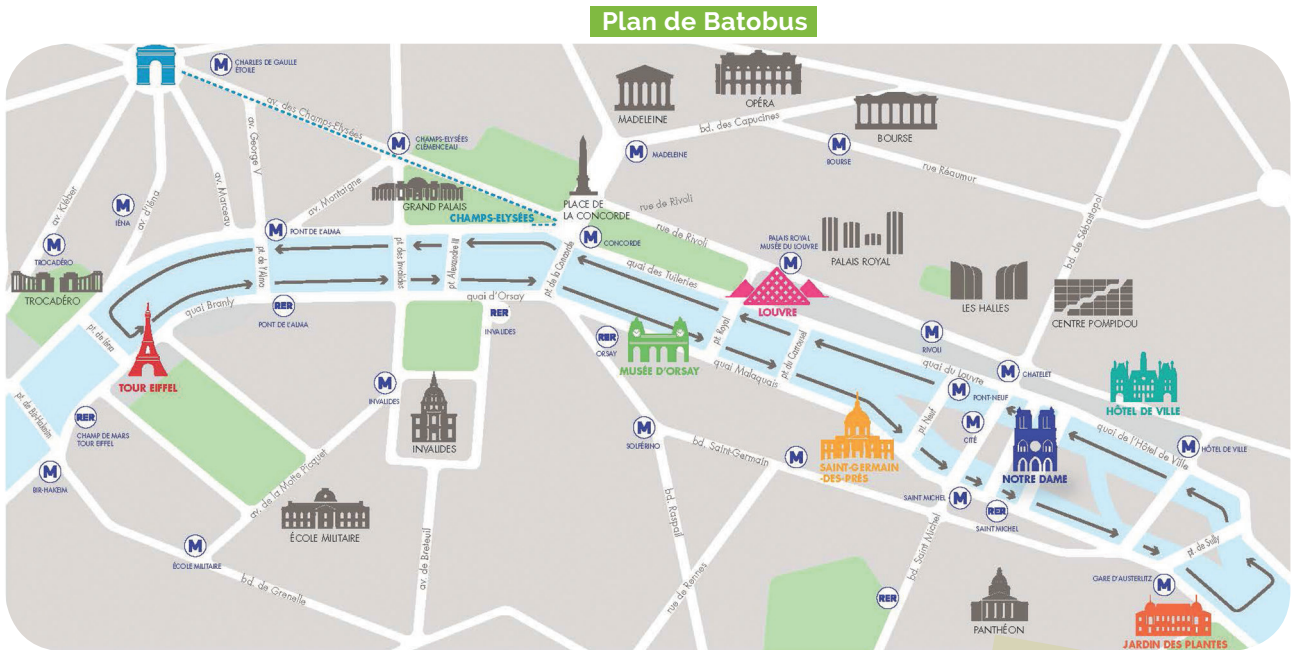 Plan de Batobus
M
CHARLES DE GAULLE
ÉTOILE
av. des Champs-Elysées
M
CHAMPS-ELYSÉES
CLÉMENCEAU
MADELEINE
OPÉRA
bd. des Capucines
BOURSE
M
MADELEINE
M
BOURSE
rue Réaumur
av. Kléber
av. d'Iéna
av. Marceau
av. George V
av. Montaigne
GRAND PALAIS
CHAMPS-ELYSÉES
PLACE DE
LA CONCORDE
rue de Rivoli
rue de Rivoli
M
IÉNA
M
TROCADÉRO
TROCADÉRO
M
PONT DE L'ALMA
M
CONCORDE
PALAIS ROYAL
MUSÉE DU LOUVRE
M
PALAIS ROYAL
bd. de Sébastopol
LES HALLES
CENTRE POMPIDOU
pt. de l'Alma
pt. des Invalides
pt. Alexandre III
pt. de la Concorde
quai des Tuileries
LOUVRE
quai Branly
quai d'Orsay
RER
PONT DE L'ALMA
RER
INVALIDES
RER
ORSAY
MUSÉE D'ORSAY
pt. Royal
pt. du Carrousel
quai Malaquais
quai du Louvre
M
RIVOLI
M
CHATELET
M
PONT-NEUF
M
CITÉ
pt. Neuf
HÔTEL DE VILLE
quai de l'Hôtel de Ville
M
HÔTEL DE VILLE
pt. de Iéna
TOUR EIFFEL
pt. de Bir-Hakeim
RER
CHAMP DE MARS
TOUR EIFFEL
M
BIR-HAKEIM
M
INVALIDES
INVALIDES
av. de la Motte Picquet
ÉCOLE MILITAIRE
M
ÉCOLE MILITAIRE
bd. de Grenelle
av. de Breteuil
M
SOLFÉRINO
bd. Saint-Germain
M
SAINT-GERMAIN
-DES-PRÉS
NOTRE DAME
SAINT MICHEL
M
RER
SAINT MICHEL
bd. Raspail
rue de Rennes
bd. Saint Michel
RER
PANTHÉON
pt. de Sully
GARE D'AUSTERLITZ
M
JARDIN DES PLANTES